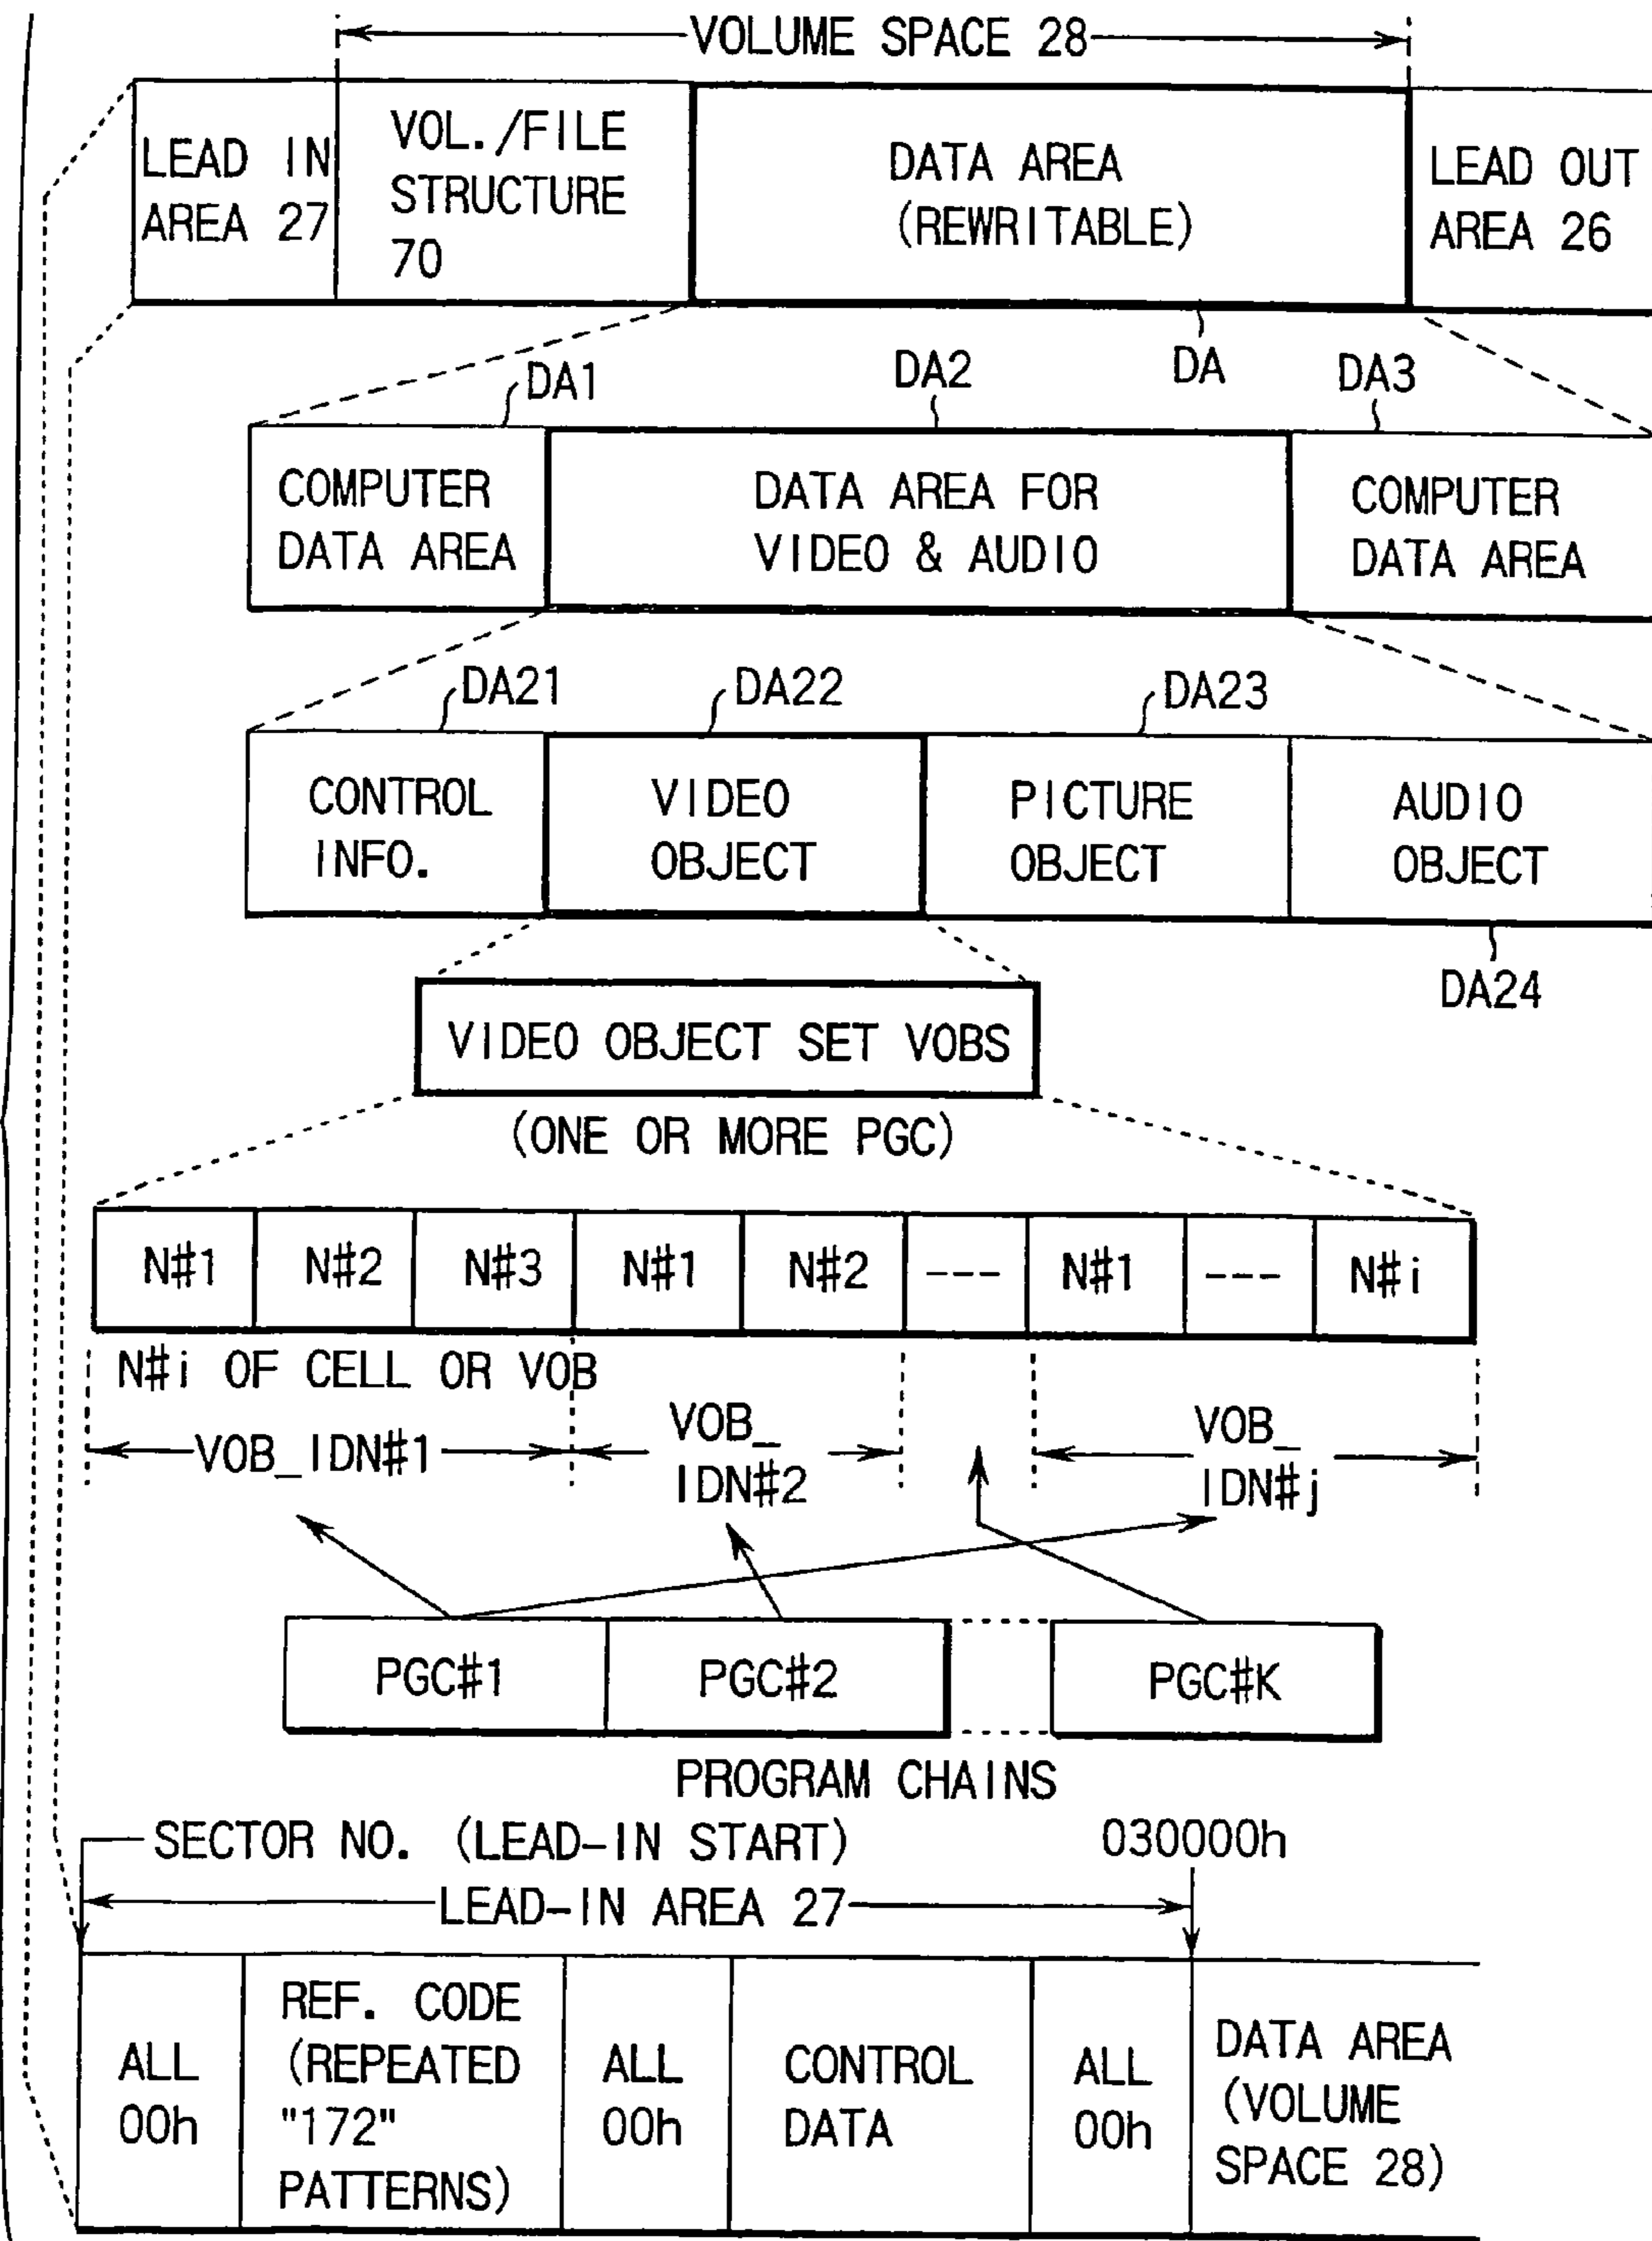 VOLUME SPACE 28
LEAD IN
AREA 27
VOL./FILE
STRUCTURE
70
DATA AREA
(REWRITABLE)
LEAD OUT
AREA 26
DA1
DA2
DA
DA3
COMPUTER
DATA AREA
DATA AREA FOR
VIDEO & AUDIO
COMPUTER
DATA AREA
DA21
DA22
DA23
CONTROL
INFO.
VIDEO
OBJECT
PICTURE
OBJECT
AUDIO
OBJECT
DA24
VIDEO OBJECT SET VOBS
(ONE OR MORE PGC)
N#1 N#2 N#3 N#1 N#2 --- N#1 --- N#i
N#i OF CELL OR VOB
VOB_IDN#1
VOB_
IDN#2
VOB_
IDN#j
PGC#1 PGC#2 PGC#K
PROGRAM CHAINS
SECTOR NO. (LEAD-IN START)
030000h
LEAD-IN AREA 27
ALL
00h
REF. CODE
(REPEATED
"172"
PATTERNS)
ALL
00h
CONTROL
DATA
ALL
00h
DATA AREA
(VOLUME
SPACE 28)